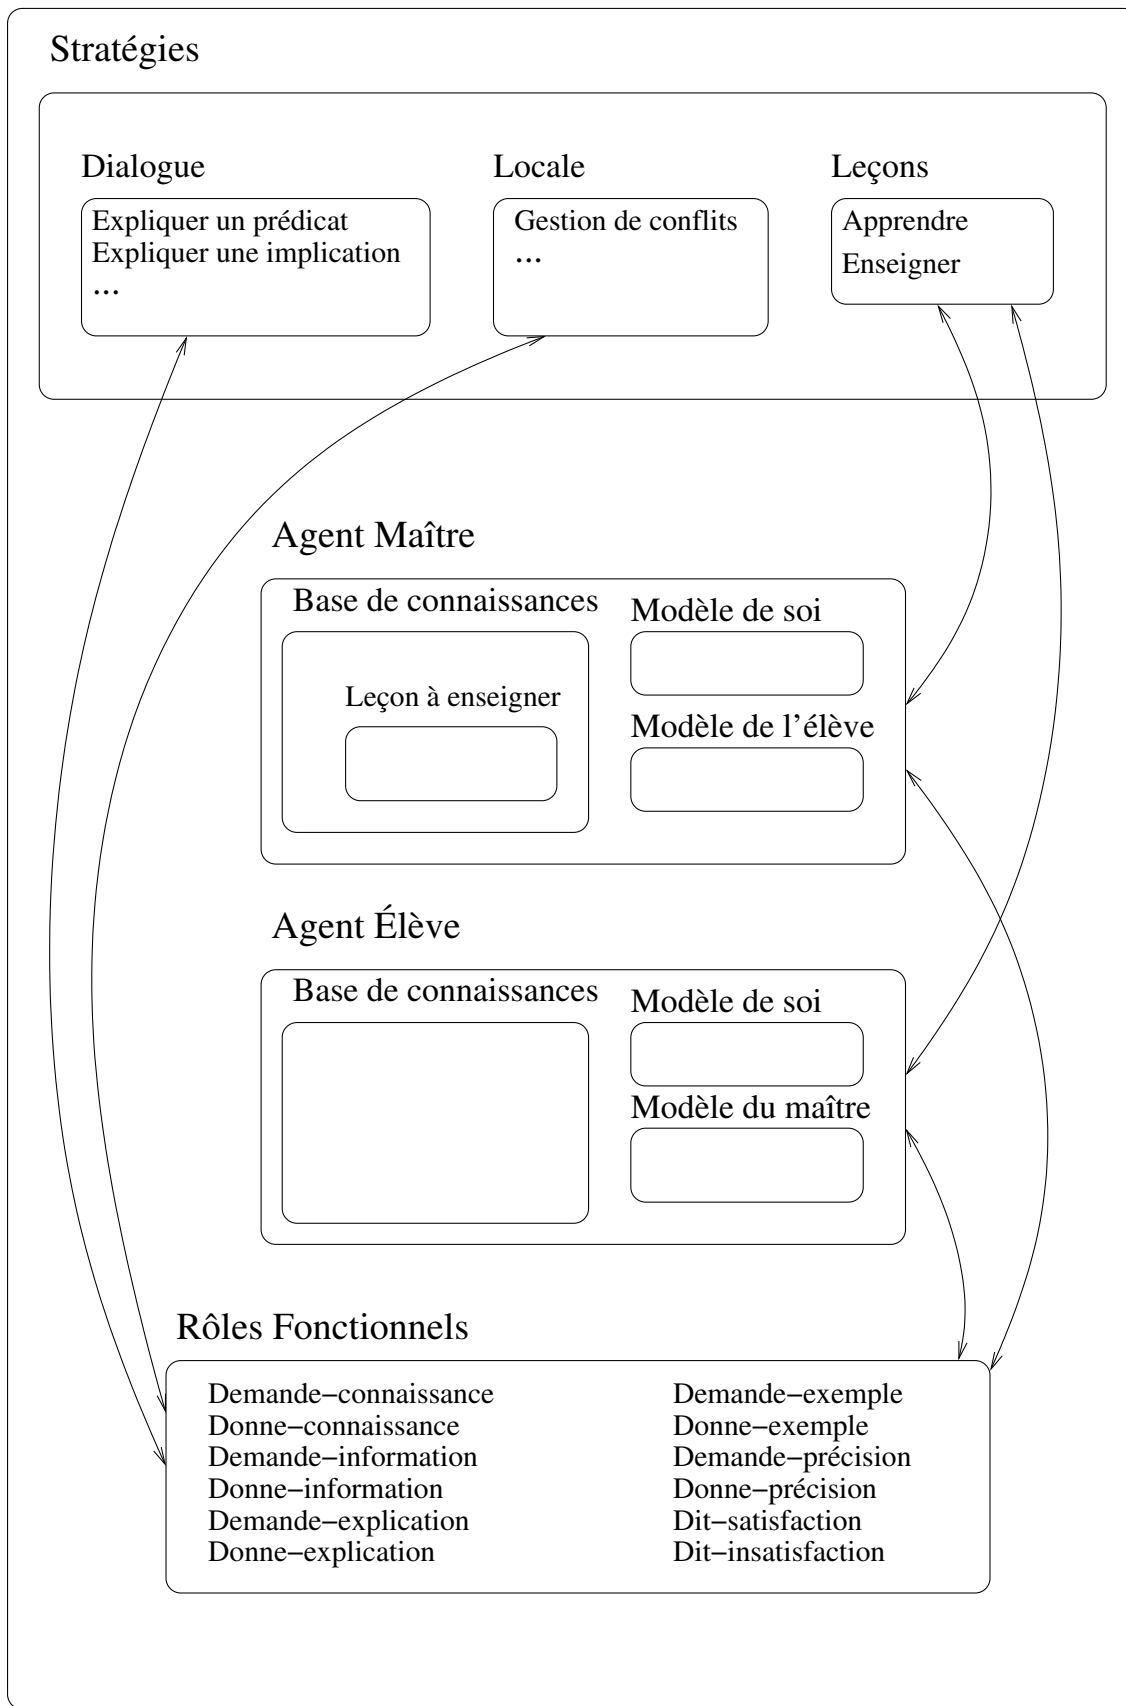 Stratégies
Dialogue
Expliquer un prédicat
Expliquer une implication
...
Locale
Gestion de conflits
...
Leçons
Apprendre
Enseigner
Agent Maître
Base de connaissances
Leçon à enseigner
Modèle de soi
Modèle de l’élève
Agent Élève
Base de connaissances
Modèle de soi
Modèle du maître
Rôles Fonctionnels
Demande−connaissance
Donne−connaissance
Demande−information
Donne−information
Demande−explication
Donne−explication
Demande−exemple
Donne−exemple
Demande−précision
Donne−précision
Dit−satisfaction
Dit−insatisfaction